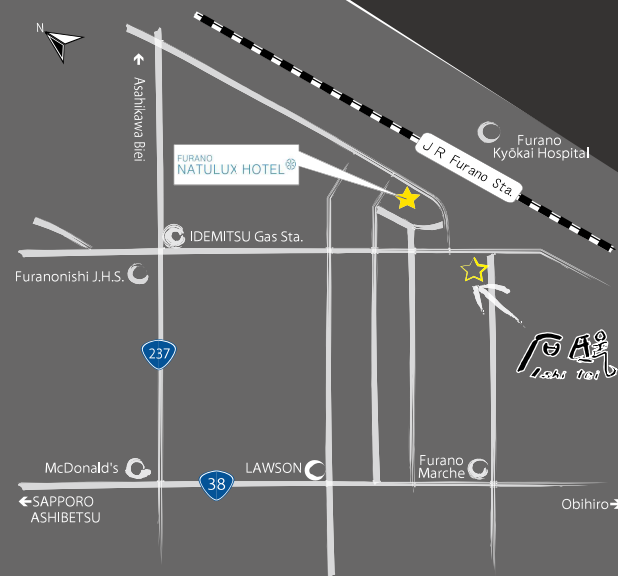 N
← Asahikawa Biei
FURANO
NATULUX HOTEL
JR Furano Sta.
Furano
Kyōkai Hospital
IDEMITSU Gas Sta.
Furanonishi J.H.S.
237
Ishi tei
McDonald's
LAWSON
Furano
Marche
38
←SAPPORO
ASHIBETSU
Obihiro→